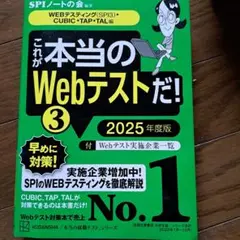 SPIノートの会 編著
WEBテスティング(SPI3)・
CUBIC・TAP・TAL編
これが
本当の
Webテストだ!
③
2025年度版
付 Webテスト実施企業一覧
早めに
対策!
実施企業増加中!
SPIのWEBテスティングを徹底解説
CUBIC、TAP、TALが
対策できるのは本書だけ!
Webテスト対策本で売上
No.1
KODANSHA